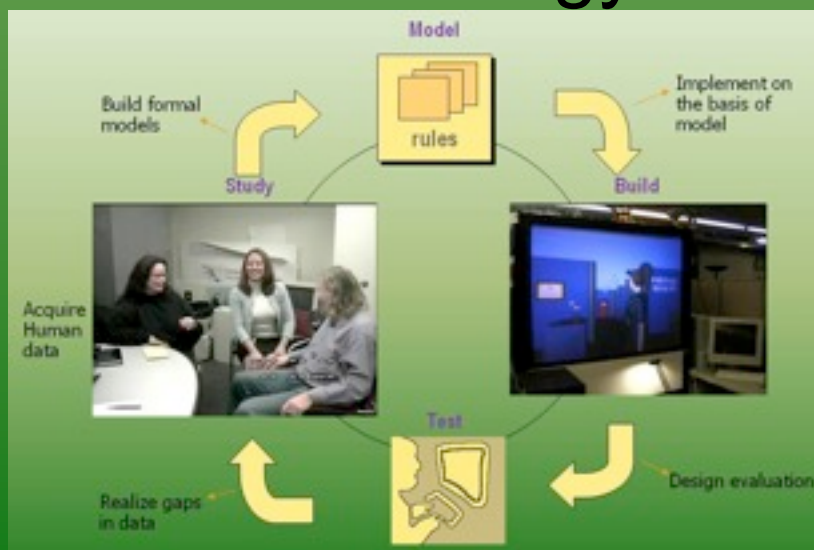 Model
Build formal
models
Implement on
the basis of
model
rules
Study
Build
Acquire
Human
data
Test
Realize gaps
in data
Design evaluation